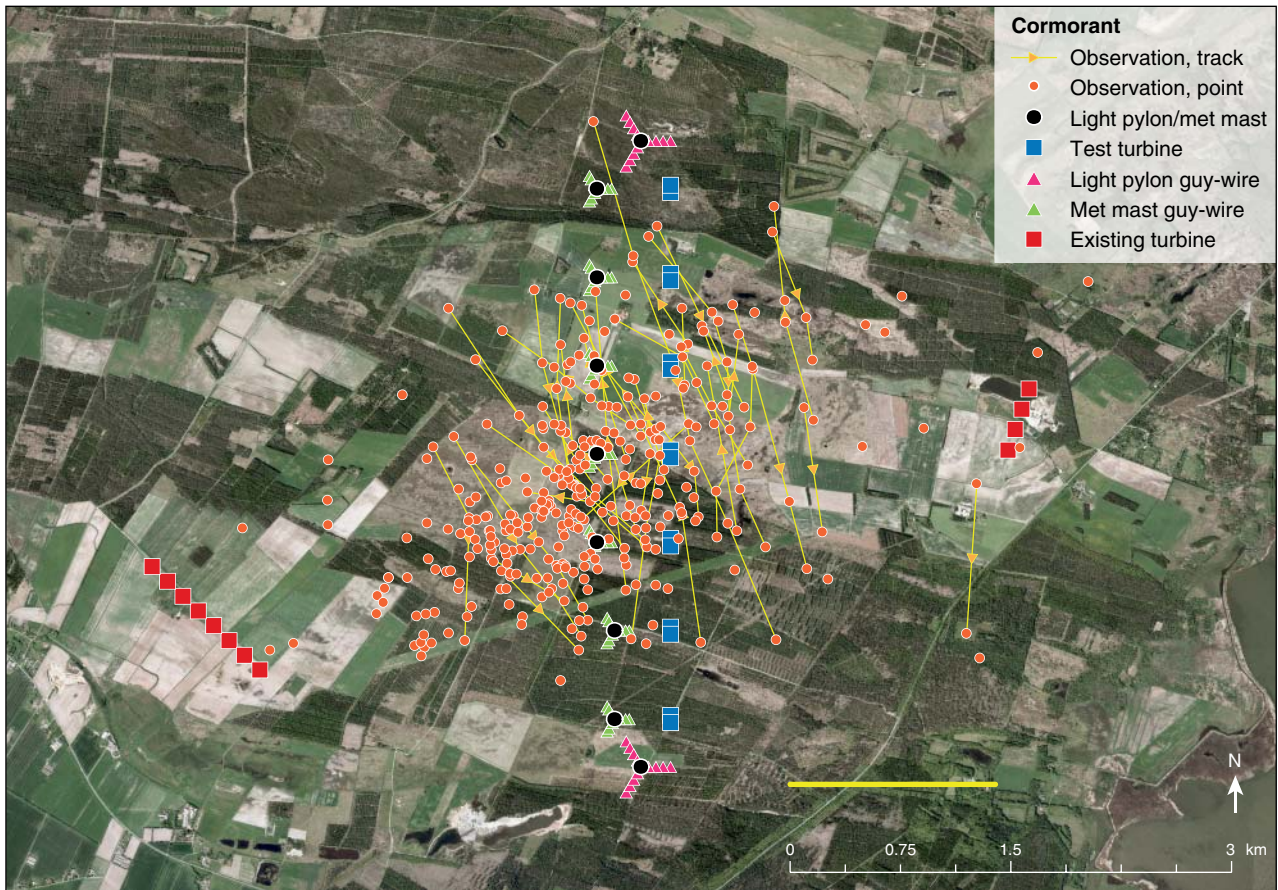 Cormorant
Observation, track
Observation, point
Light pylon/met mast
Test turbine
Light pylon guy-wire
Met mast guy-wire
Existing turbine
N
0 0.75 1.5 3 km